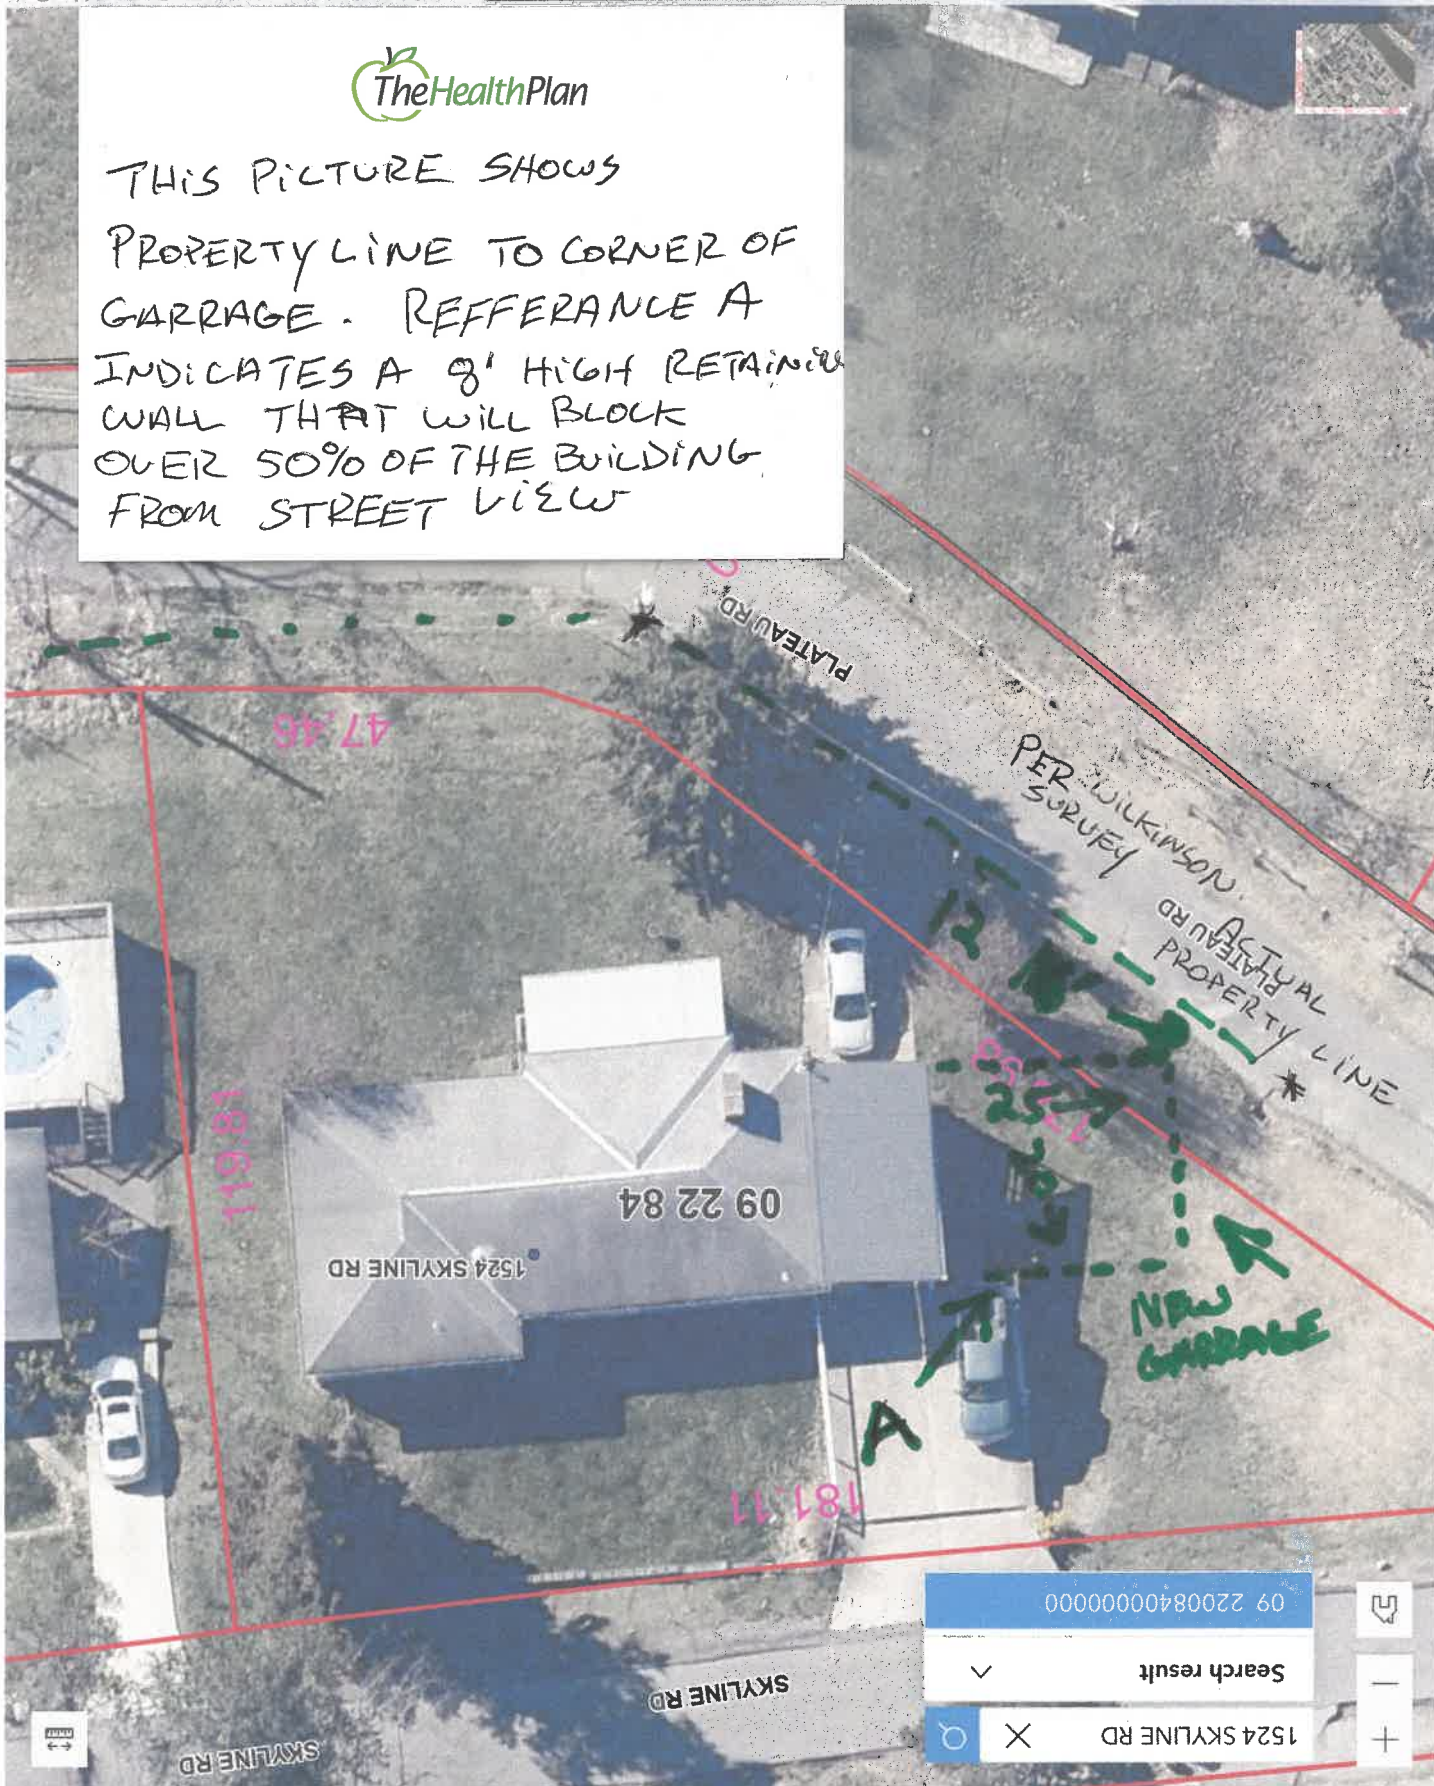 TheHealthPlan
THIS PICTURE SHOWS
PROPERTY LINE TO CORNER OF
GARRAGE. REFFERANCE A
INDICATES A 8' HIGH RETAINING
WALL THAT WILL BLOCK
OVER 50% OF THE BUILDING
FROM STREET VIEW
PLATEAU RD
47.46
PER WILKINSON.
SURVEY
ACTUAL
PROPERTY LINE
PLATEAU RD
12
25
119.81
09 22 84
1524 SKYLINE RD
NEW
GARRAGE
A
181.11
SKYLINE RD
SKYLINE RD
1524 SKYLINE RD
Search result
09 22008400000000